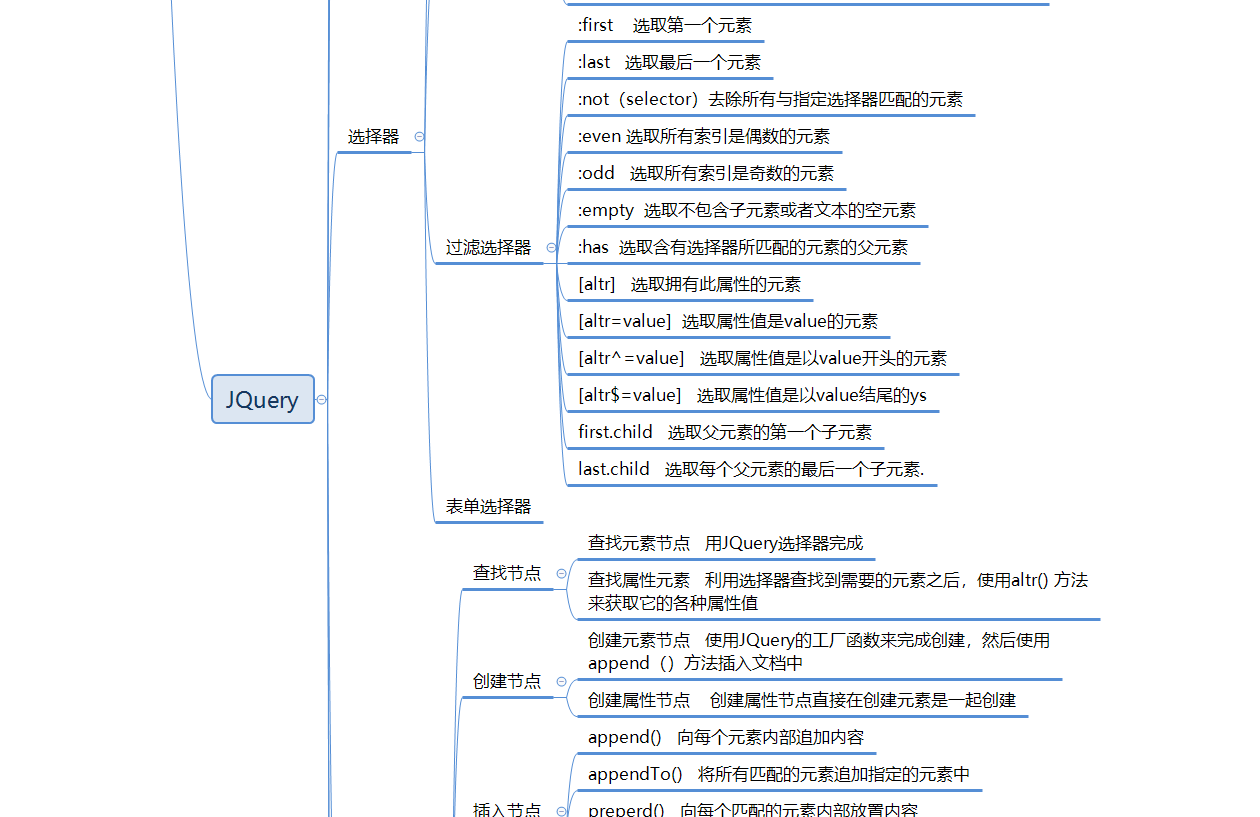 :first 选取第一个元素
:last 选取最后一个元素
:not（selector）去除所有与指定选择器匹配的元素
选择器
:even 选取所有索引是偶数的元素
:odd 选取所有索引是奇数的元素
:empty 选取不包含子元素或者文本的空元素
过滤选择器
:has 选取含有选择器所匹配的元素的父元素
[altr] 选取拥有此属性的元素
[altr=value] 选取属性值是value的元素
[altr^=value] 选取属性值是以value开头的元素
[altr$=value] 选取属性值是以value结尾的ys
JQuery
first.child 选取父元素的第一个子元素
last.child 选取每个父元素的最后一个子元素.
表单选择器
查找节点
查找元素节点 用JQuery选择器完成
查找属性元素 利用选择器查找到需要的元素之后，使用altr() 方法
来获取它的各种属性值
创建节点
创建元素节点 使用JQuery的工厂函数来完成创建，然后使用
append（）方法插入文档中
创建属性节点 创建属性节点直接在创建元素是一起创建
插入节点
append() 向每个元素内部追加内容
appendTo() 将所有匹配的元素追加指定的元素中
preperd() 向每个匹配的元素内部放置内容